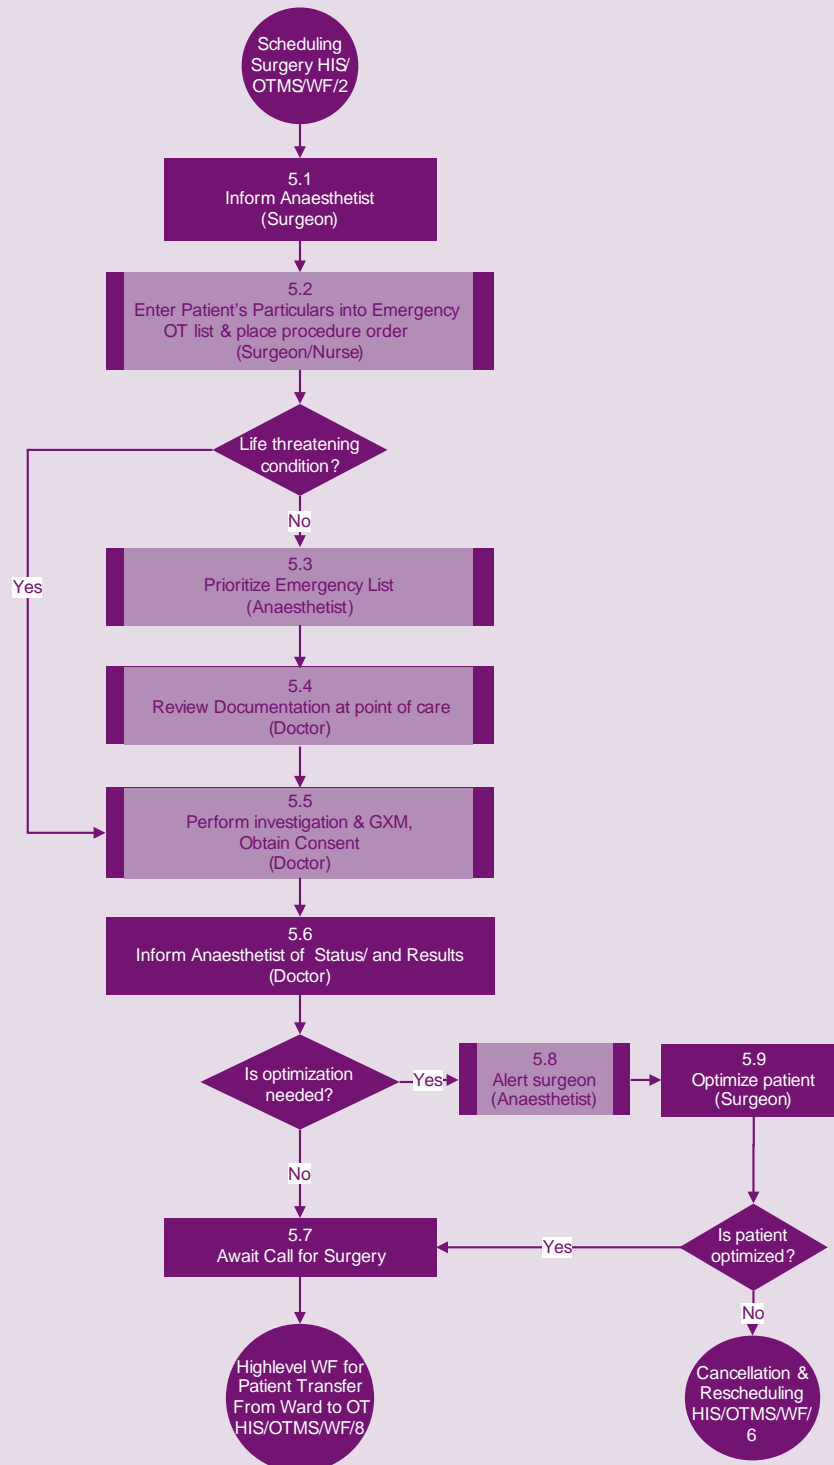 Scheduling
Surgery HIS/
OTMS/WF/2
5.1
Inform Anaesthetist
(Surgeon)
5.2
Enter Patient's Particulars into Emergency
OT list & place procedure order
(Surgeon/Nurse)
Life threatening
condition?
No
Yes
5.3
Prioritize Emergency List
(Anaesthetist)
5.4
Review Documentation at point of care
(Doctor)
5.5
Perform investigation & GXM,
Obtain Consent
(Doctor)
5.6
Inform Anaesthetist of Status/ and Results
(Doctor)
Is optimization
needed?
Yes
5.8
Alert surgeon
(Anaesthetist)
5.9
Optimize patient
(Surgeon)
No
5.7
Await Call for Surgery
Yes
Is patient
optimized?
No
Highlevel WF for
Patient Transfer
From Ward to OT
HIS/OTMS/WF/8
Cancellation &
Rescheduling
HIS/OTMS/WF/
6